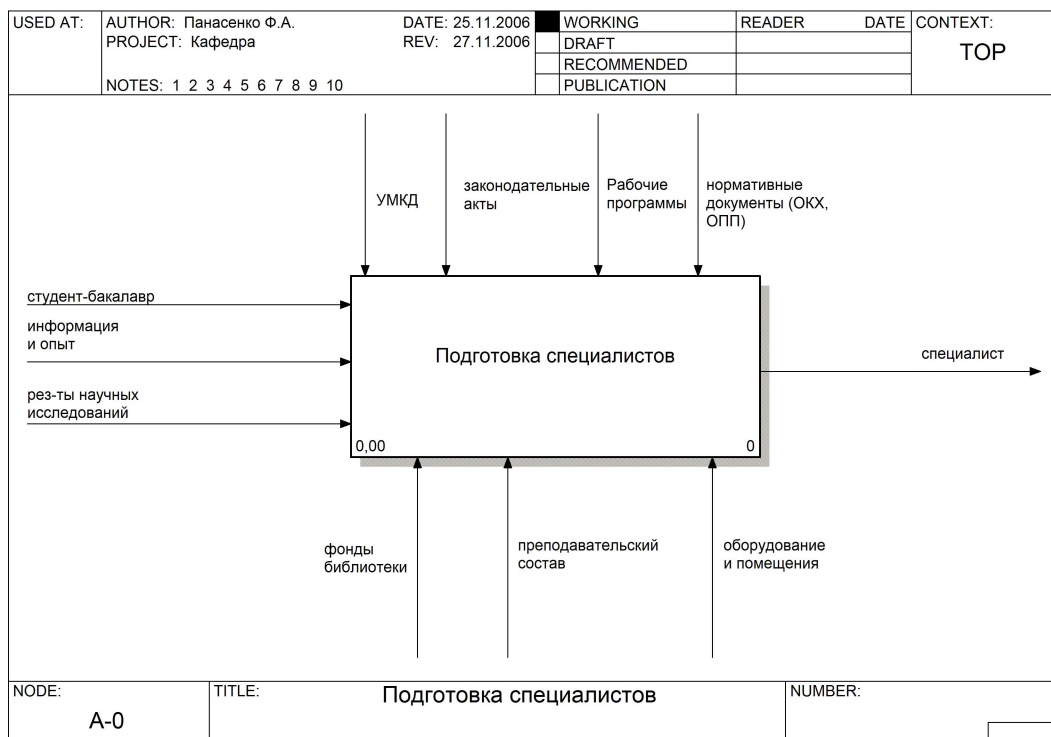 USED AT:
AUTHOR: Панасенко Ф.А.
DATE: 25.11.2006
PROJECT: Кафедра
REV: 27.11.2006
NOTES: 1 2 3 4 5 6 7 8 9 10
WORKING
DRAFT
RECOMMENDED
PUBLICATION
READER
DATE
CONTEXT:
TOP
УМКД
законодательные
акты
Рабочие
программы
нормативные
документы (ОКХ,
ОПП)
студент-бакалавр
информация
и опыт
рез-ты научных
исследований
Подготовка специалистов
0,00
0
специалист
фонды
библиотеки
преподавательский
состав
оборудование
и помещения
NODE:
A-0
TITLE:
Подготовка специалистов
NUMBER: